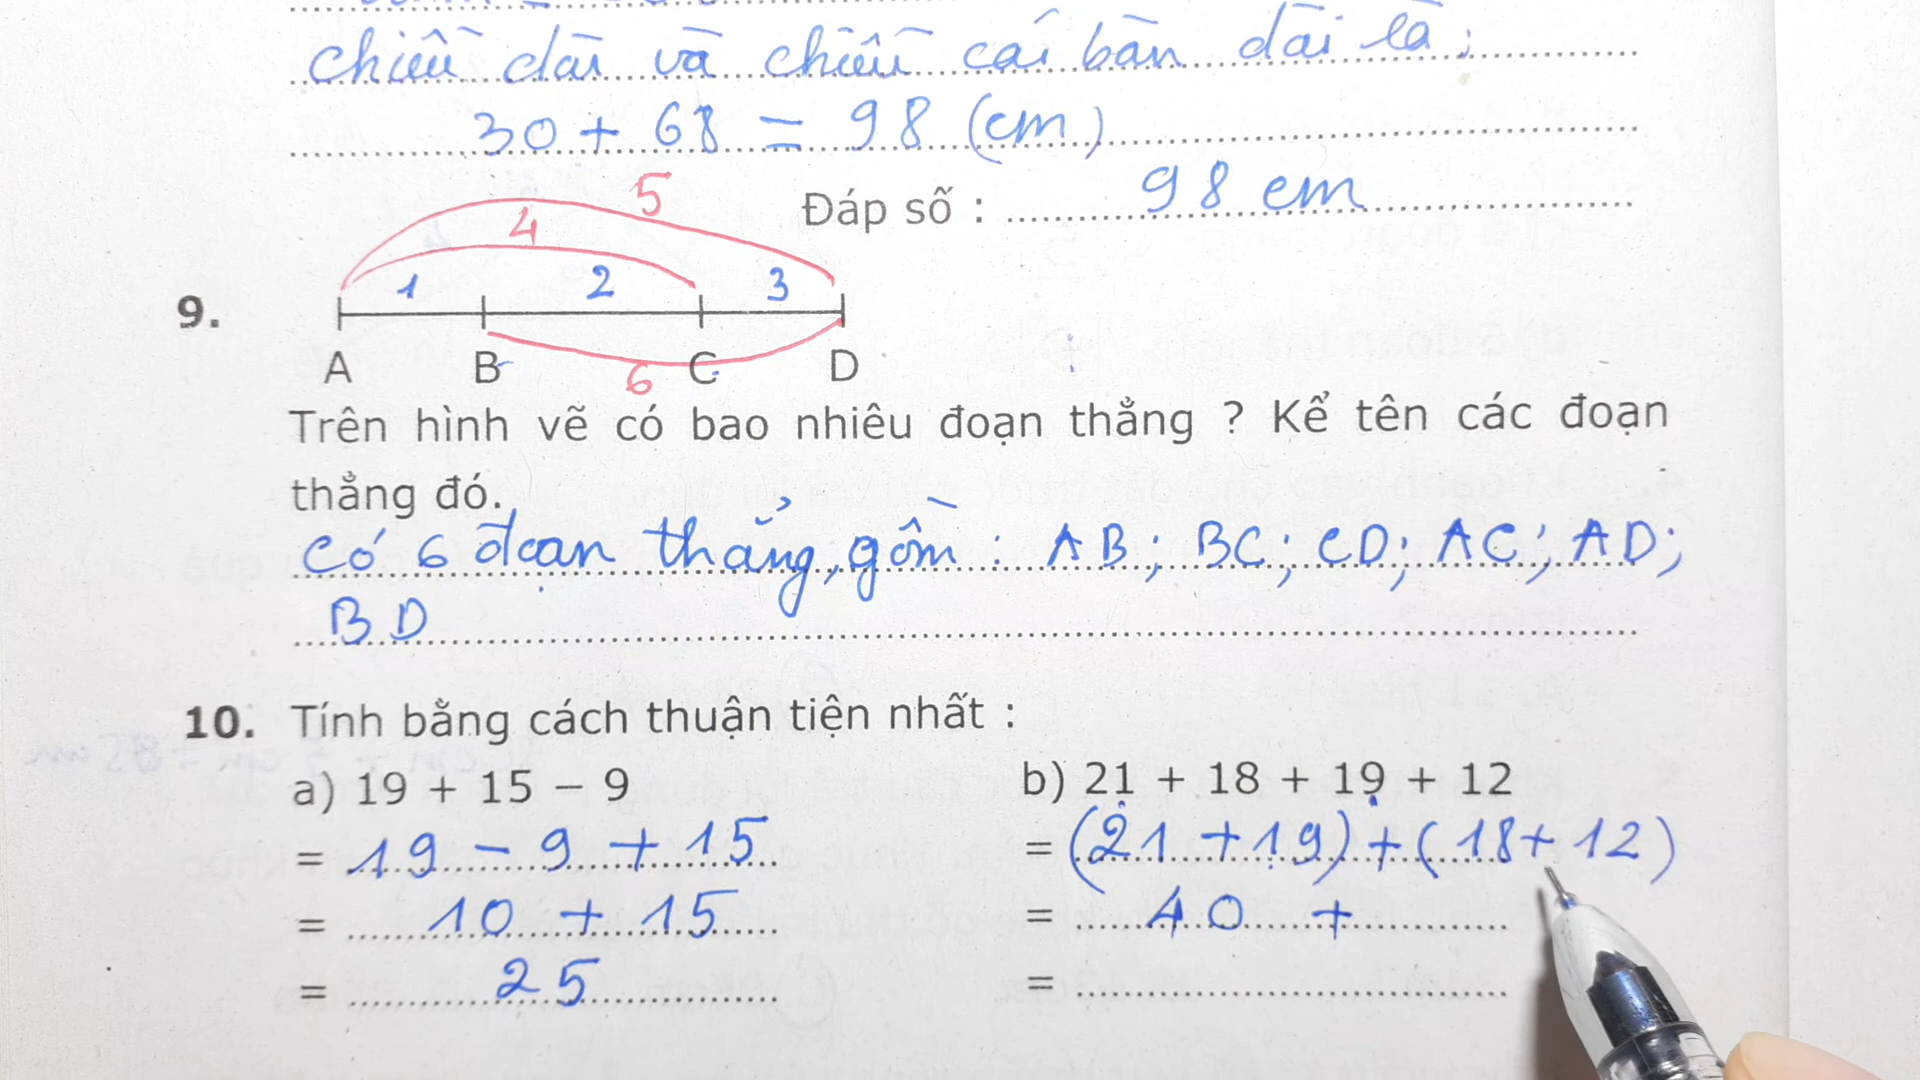 chiều dài và chiều cái bàn dài là:
30 + 68 = 98 (cm)
Đáp số : 98 cm
5
4
1 2 3
9.
A B C D
6
Trên hình vẽ có bao nhiêu đoạn thẳng ? Kể tên các đoạn
thẳng đó.
Có 6 đoạn thẳng, gồm : AB; BC; CD; AC; AD;
BD
10. Tính bằng cách thuận tiện nhất :
a) 19 + 15 − 9
= 19 − 9 + 15
= 10 + 15
= 25
b) 21 + 18 + 19 + 12
= (21 + 19) + (18 + 12)
= 40 +
=